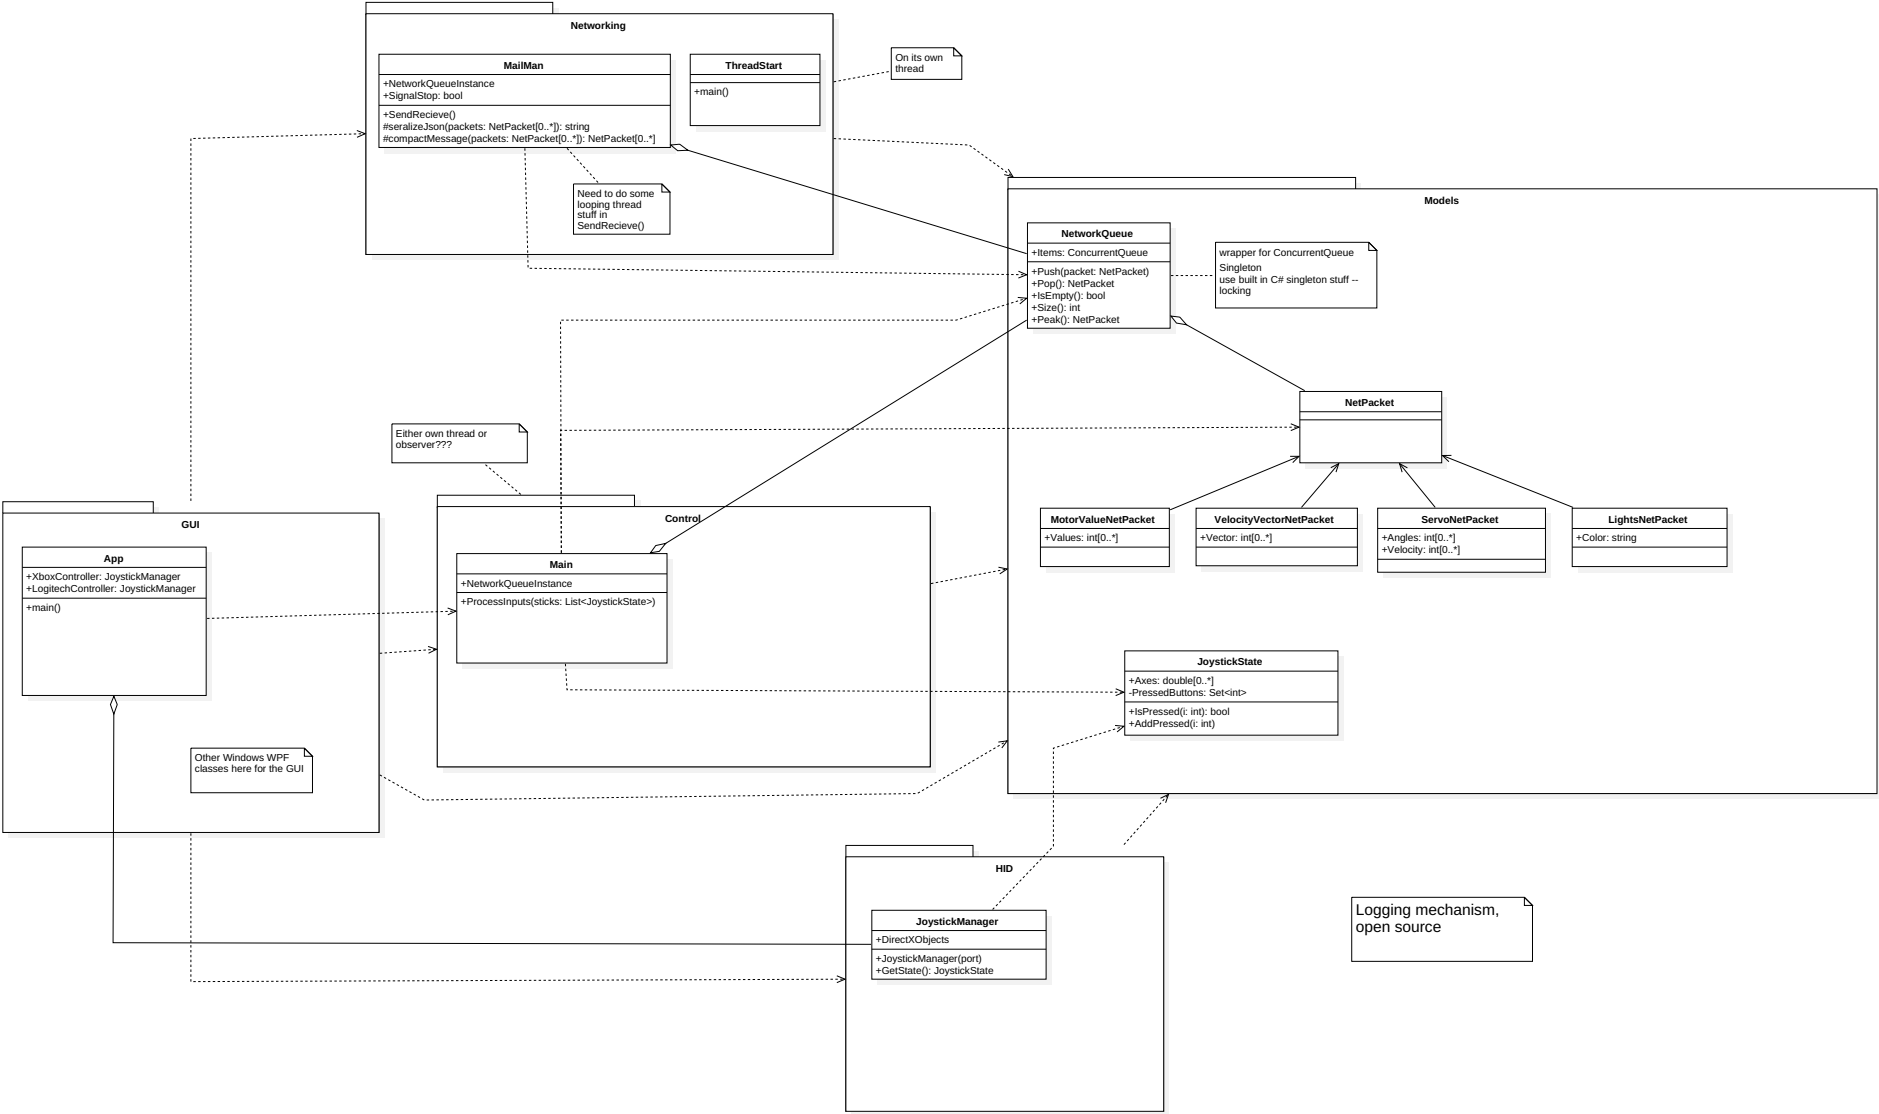 Networking
MailMan
+NetworkQueueInstance
+SignalStop: bool
+SendRecieve()
#seralizeJson(packets: NetPacket[0..*]): string
#compactMessage(packets: NetPacket[0..*]): NetPacket[0..*]
ThreadStart
+main()
On its own
thread
Need to do some
looping thread
stuff in
SendRecieve()
Models
NetworkQueue
+Items: ConcurrentQueue
+Push(packet: NetPacket)
+Pop(): NetPacket
+IsEmpty(): bool
+Size(): int
+Peak(): NetPacket
wrapper for ConcurrentQueue
Singleton
use built in C# singleton stuff --
locking
NetPacket
MotorValueNetPacket
+Values: int[0..*]
VelocityVectorNetPacket
+Vector: int[0..*]
ServoNetPacket
+Angles: int[0..*]
+Velocity: int[0..*]
LightsNetPacket
+Color: string
JoystickState
+Axes: double[0..*]
-PressedButtons: Set<int>
+IsPressed(i: int): bool
+AddPressed(i: int)
Either own thread or
observer???
Control
Main
+NetworkQueueInstance
+ProcessInputs(sticks: List<JoystickState>)
GUI
App
+XboxController: JoystickManager
+LogitechController: JoystickManager
+main()
Other Windows WPF
classes here for the GUI
HID
JoystickManager
+DirectXObjects
+JoystickManager(port)
+GetState(): JoystickState
Logging mechanism,
open source